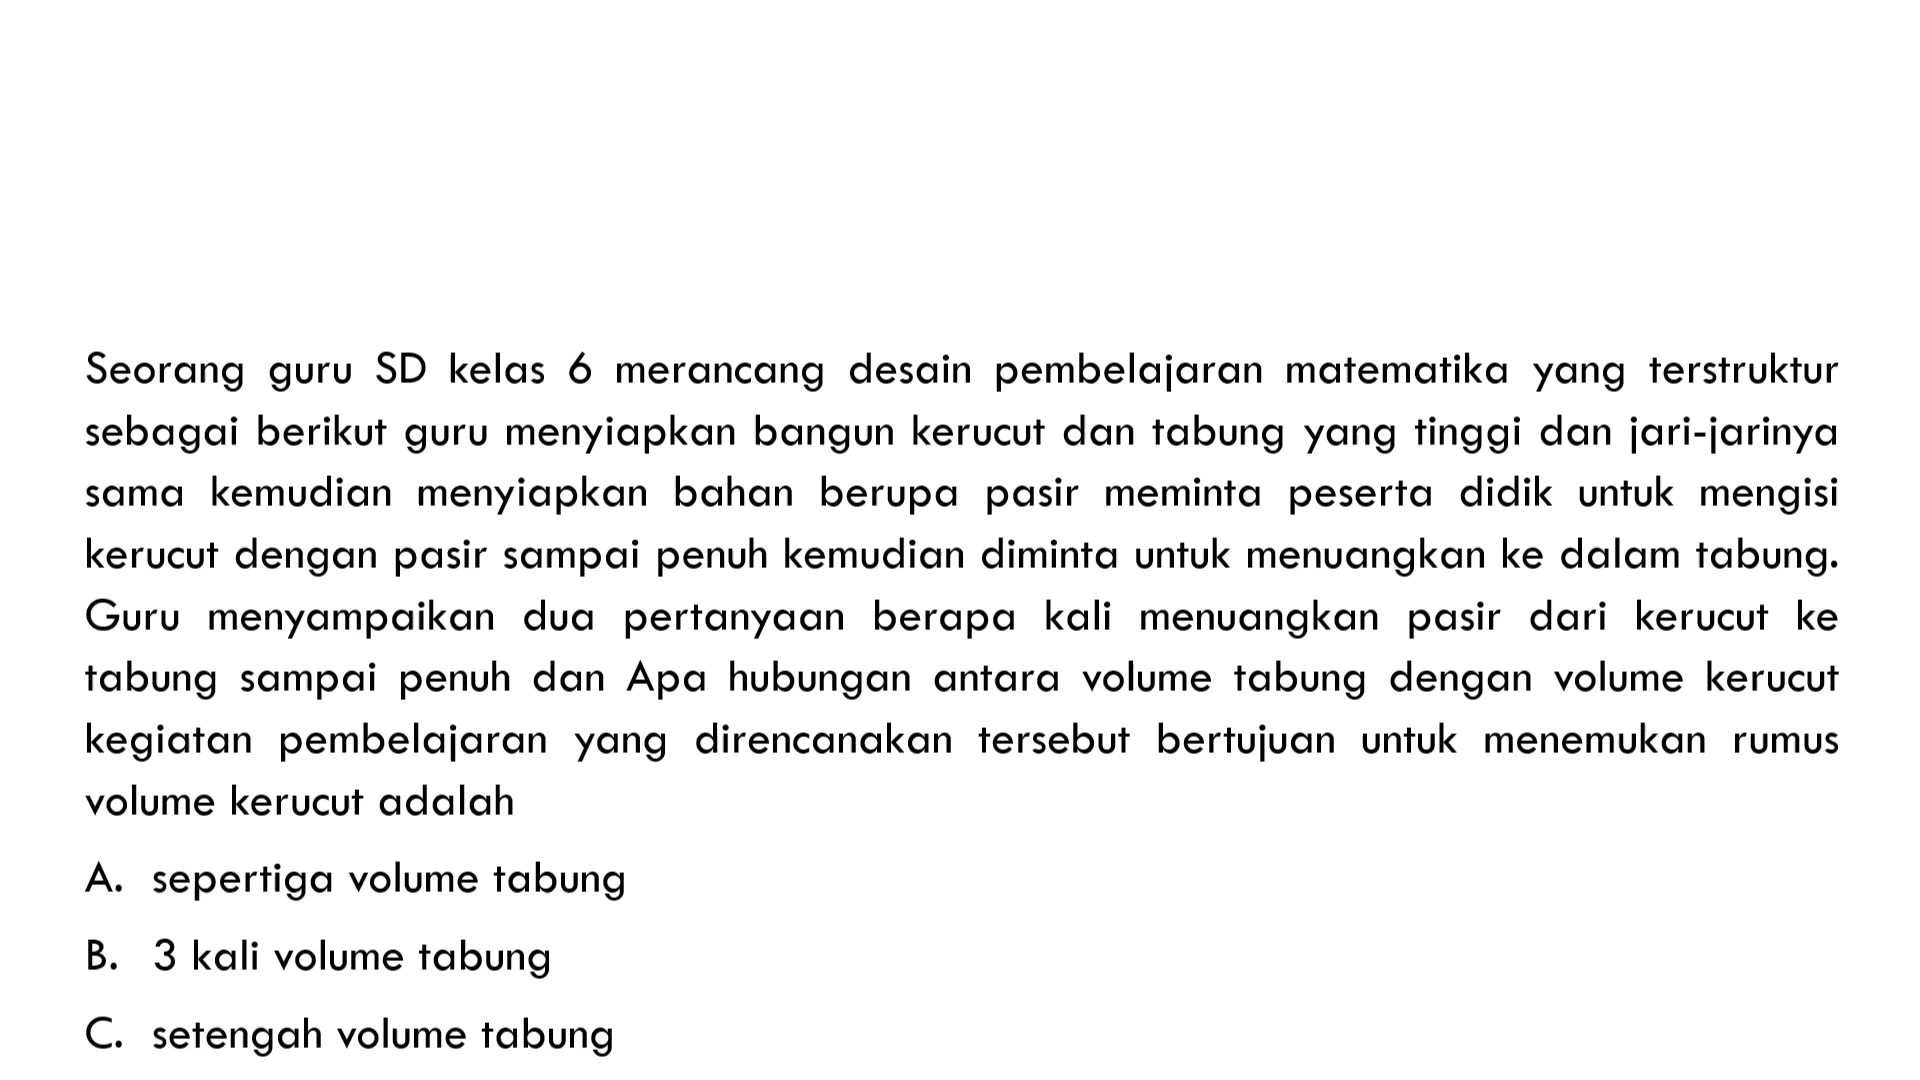 Seorang guru SD kelas 6 merancang desain pembelajaran matematika yang terstruktur
sebagai berikut guru menyiapkan bangun kerucut dan tabung yang tinggi dan jari-jarinya
sama kemudian menyiapkan bahan berupa pasir meminta peserta didik untuk mengisi
kerucut dengan pasir sampai penuh kemudian diminta untuk menuangkan ke dalam tabung.
Guru menyampaikan dua pertanyaan berapa kali menuangkan pasir dari kerucut ke
tabung sampai penuh dan Apa hubungan antara volume tabung dengan volume kerucut
kegiatan pembelajaran yang direncanakan tersebut bertujuan untuk menemukan rumus
volume kerucut adalah
A. sepertiga volume tabung
B. 3 kali volume tabung
C. setengah volume tabung